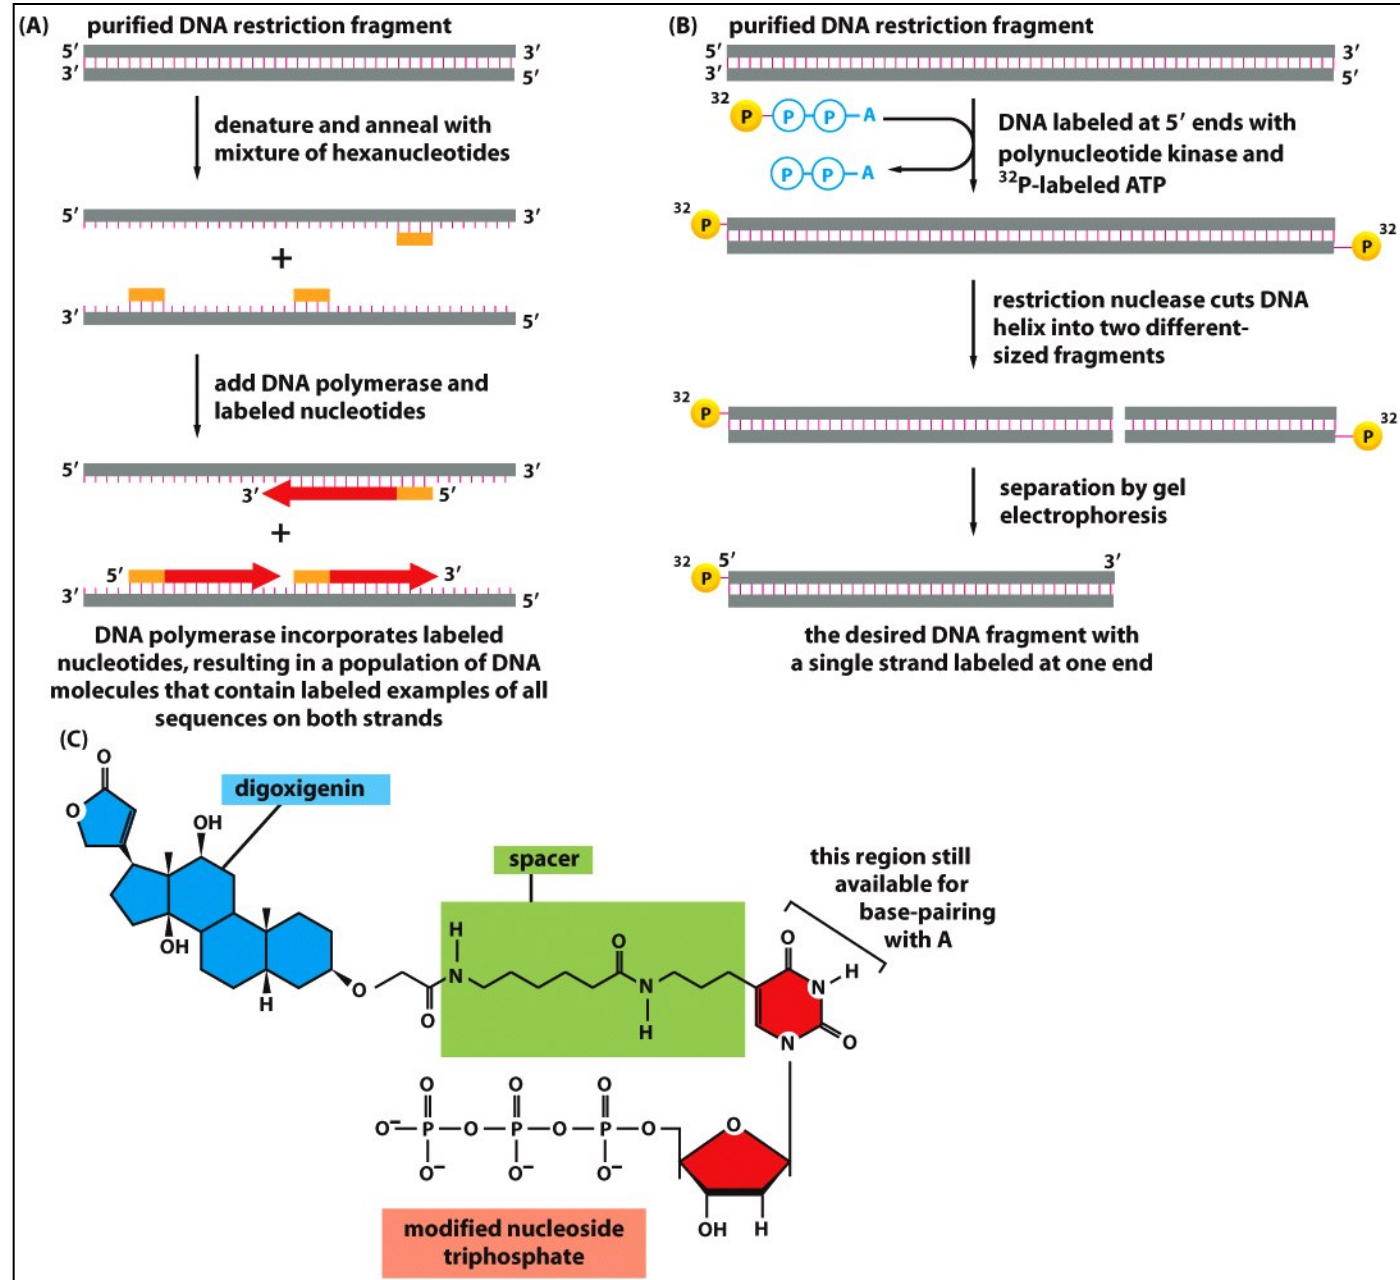 (A) purified DNA restriction fragment
5′ 3′
3′ 5′
denature and anneal with
mixture of hexanucleotides
5′ 3′
+
3′ 5′
add DNA polymerase and
labeled nucleotides
5′ 3′
3′ 5′
+
5′ 3′
3′ 5′
DNA polymerase incorporates labeled
nucleotides, resulting in a population of DNA
molecules that contain labeled examples of all
sequences on both strands
(B) purified DNA restriction fragment
5′ 3′
3′ 5′
32
P P P A
P P A
DNA labeled at 5′ ends with
polynucleotide kinase and
³²P-labeled ATP
32
P
32
P
restriction nuclease cuts DNA
helix into two different-
sized fragments
32
P
32
P
separation by gel
electrophoresis
32 5′ 3′
P
the desired DNA fragment with
a single strand labeled at one end
(C)
O
O
digoxigenin
OH
OH
H
O
O
spacer
H
N
O
N
H
this region still
available for
base-pairing
with A
O
N H
N O
O O O
O⁻ P O P O P O O
O⁻ O⁻ O⁻
OH H
modified nucleoside
triphosphate